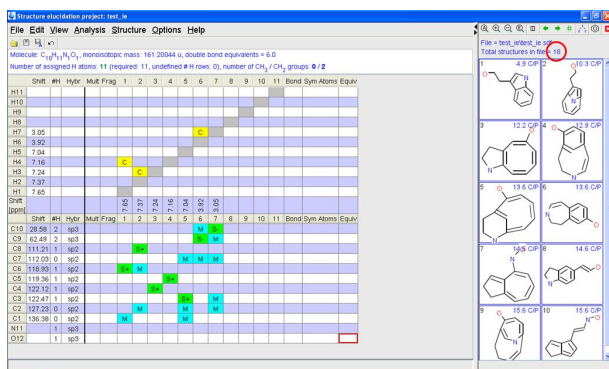 Structure elucidation project: test_ie
File Edit View Analysis Structure Options Help
Molecule: C10H11N1O1, monoisotopic mass: 161.20044 u, double bond equivalents = 6.0
Number of assigned H atoms: 11 (required: 11, undefined # H rows: 0), number of CH3 / CH2 groups: 0 / 2
Shift #H Hybr Mult Frag 1 2 3 4 5 6 7 8 9 10 11 Bond Sym Atoms Equiv
H11
H10
H9
H8
H7 3.05 C
H6 3.92
H5 7.04
H4 7.16 C
H3 7.24 C
H2 7.37
H1 7.65
Shift [ppm] 7.65 7.37 7.24 7.16 7.04 3.92 3.05
Shift #H Hybr Mult Frag 1 2 3 4 5 6 7 8 9 10 11 Bond Sym Atoms Equiv
C10 28.58 2 sp3 M S-
C9 62.49 2 sp3 S- M
C8 111.21 1 sp2 S+
C7 112.03 0 sp2 M M M
C6 118.93 1 sp2 S+ M
C5 119.36 1 sp2 S+
C4 122.12 1 sp2 S+
C3 122.47 1 sp2 S+ M
C2 127.23 0 sp2 M M M
C1 136.38 0 sp2 M M
N11 1 sp3
O12 1 sp3
File = test_ie\test_ie.sdf
Total structures in file = 18
1 4.9 C/P 2 10.3 C/P
O N O N
3 12.2 C/P 4 12.9 C/P
O N O N
5 13.6 C/P 6 13.6 C/P
O N N O
7 14.5 C/P 8 14.6 C/P
O N N O
9 15.6 C/P 10 15.6 C/P
O N N O